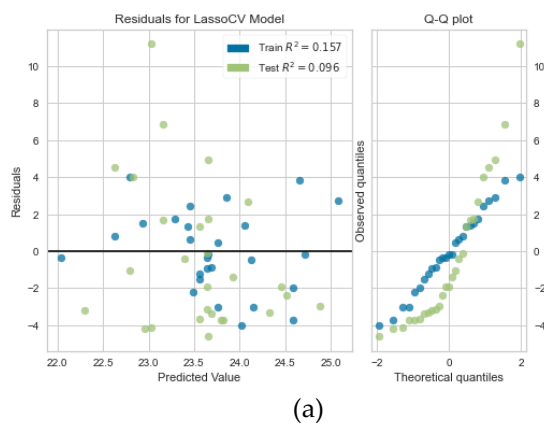 Residuals for LassoCV Model
Train R² = 0.157
Test R² = 0.096
Residuals
10
8
6
4
2
0
−2
−4
22.0 22.5 23.0 23.5 24.0 24.5 25.0
Predicted Value
Q-Q plot
Observed quantiles
10
8
6
4
2
0
−2
−4
−2 0 2
Theoretical quantiles
(a)